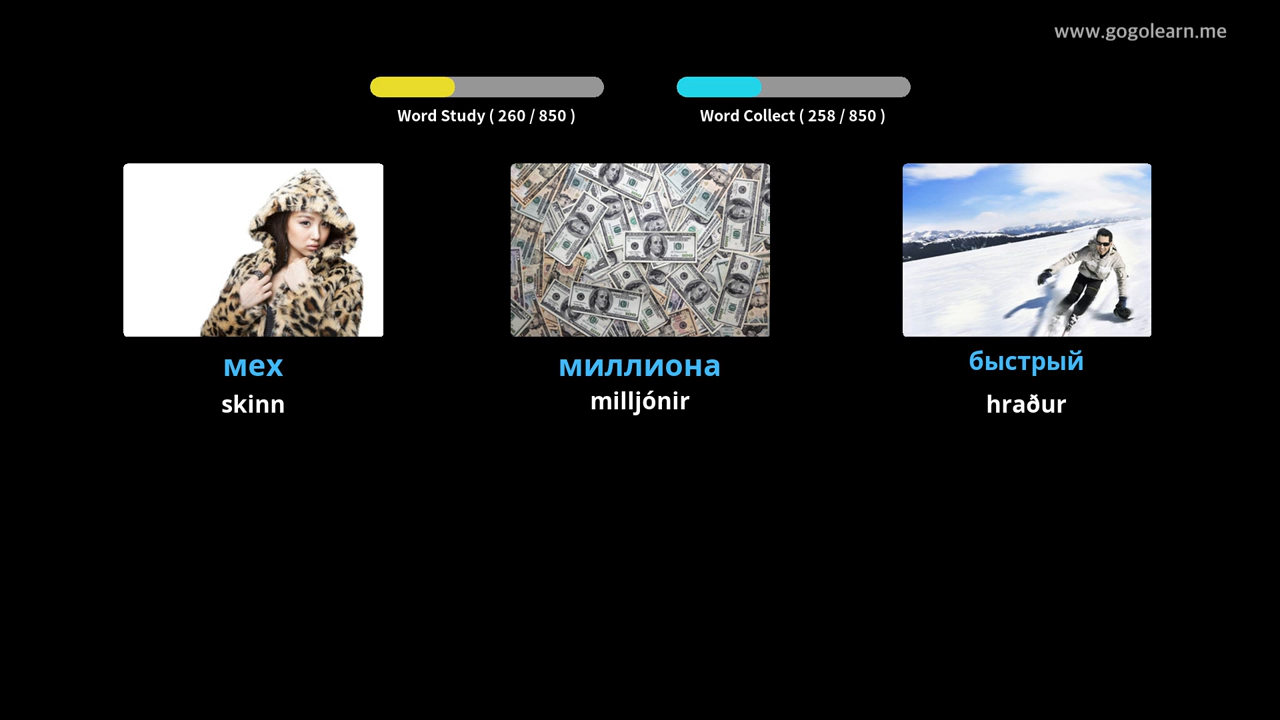 www.gogolearn.me
Word Study ( 260 / 850 )
Word Collect ( 258 / 850 )
мех
skinn
миллиона
milljónir
быстрый
hraður